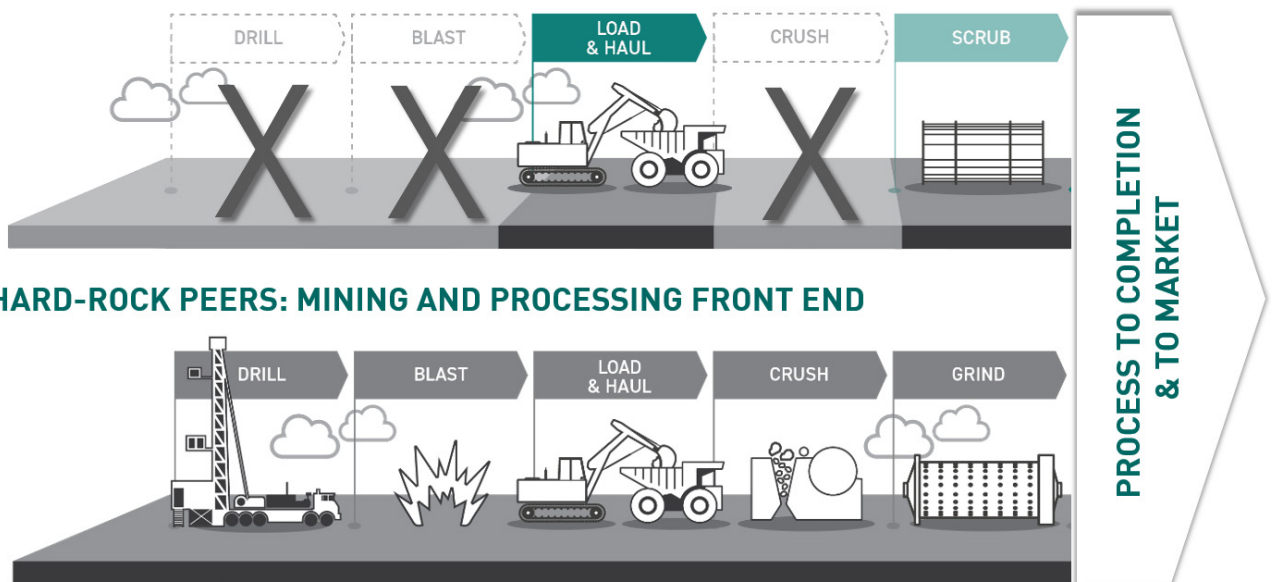 DRILL
BLAST
LOAD
& HAUL
CRUSH
SCRUB
HARD-ROCK PEERS: MINING AND PROCESSING FRONT END
DRILL
BLAST
LOAD
& HAUL
CRUSH
GRIND
PROCESS TO COMPLETION
& TO MARKET